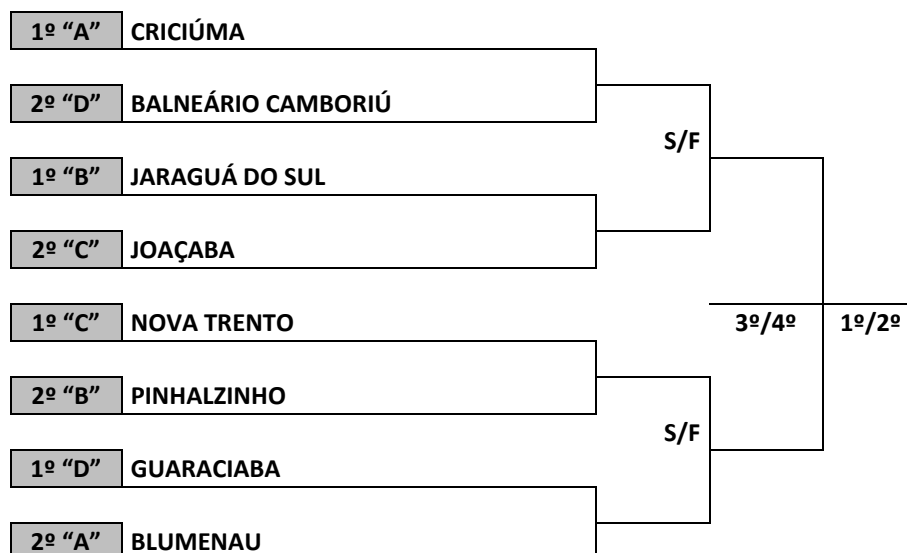 1º “A” CRICIÚMA
2º “D” BALNEÁRIO CAMBORIÚ
S/F
1º “B” JARAGUÁ DO SUL
2º “C” JOAÇABA
1º “C” NOVA TRENTO
3º/4º 1º/2º
2º “B” PINHALZINHO
S/F
1º “D” GUARACIABA
2º “A” BLUMENAU